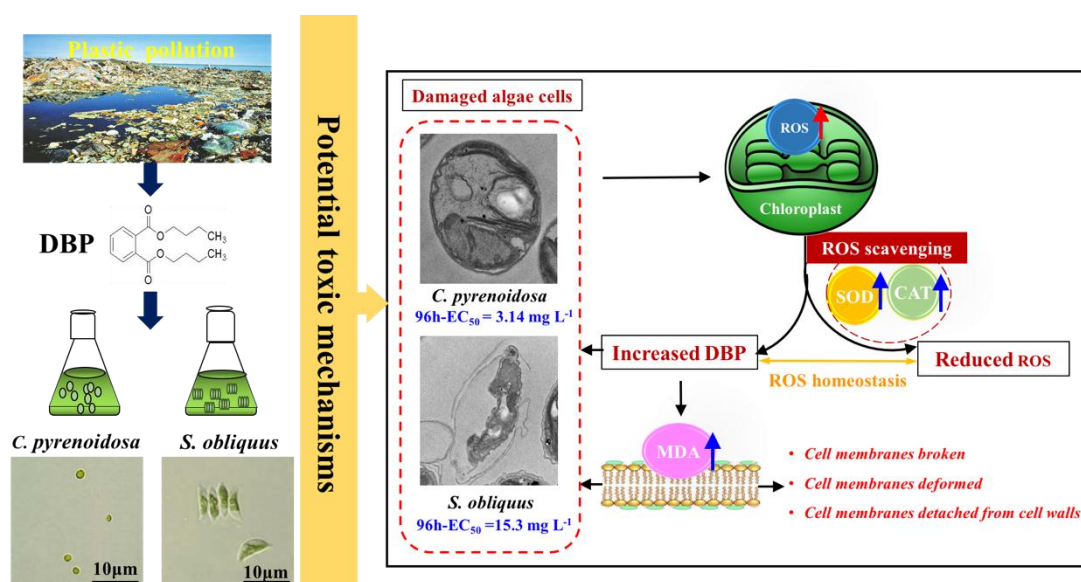 Plastic pollution
DBP
O
O
CH₃
O
CH₃
O
C. pyrenoidosa
S. obliquus
10μm
10μm
Potential toxic mechanisms
Damaged algae cells
C. pyrenoidosa
96h-EC₅₀ = 3.14 mg L⁻¹
S. obliquus
96h-EC₅₀ =15.3 mg L⁻¹
ROS
Chloroplast
ROS scavenging
SOD
CAT
Increased DBP
ROS homeostasis
Reduced ROS
MDA
• Cell membranes broken
• Cell membranes deformed
• Cell membranes detached from cell walls